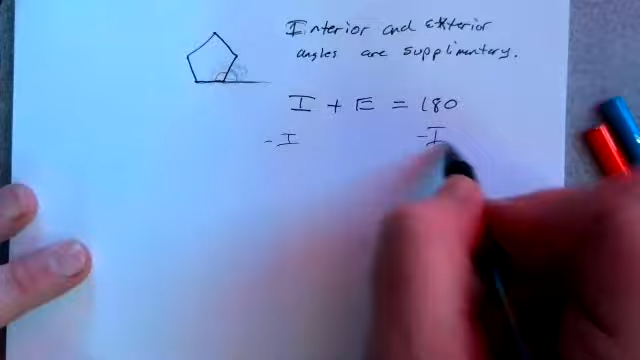 Interior and exterior
angles are supplimentary.
I + E = 180
-I -I